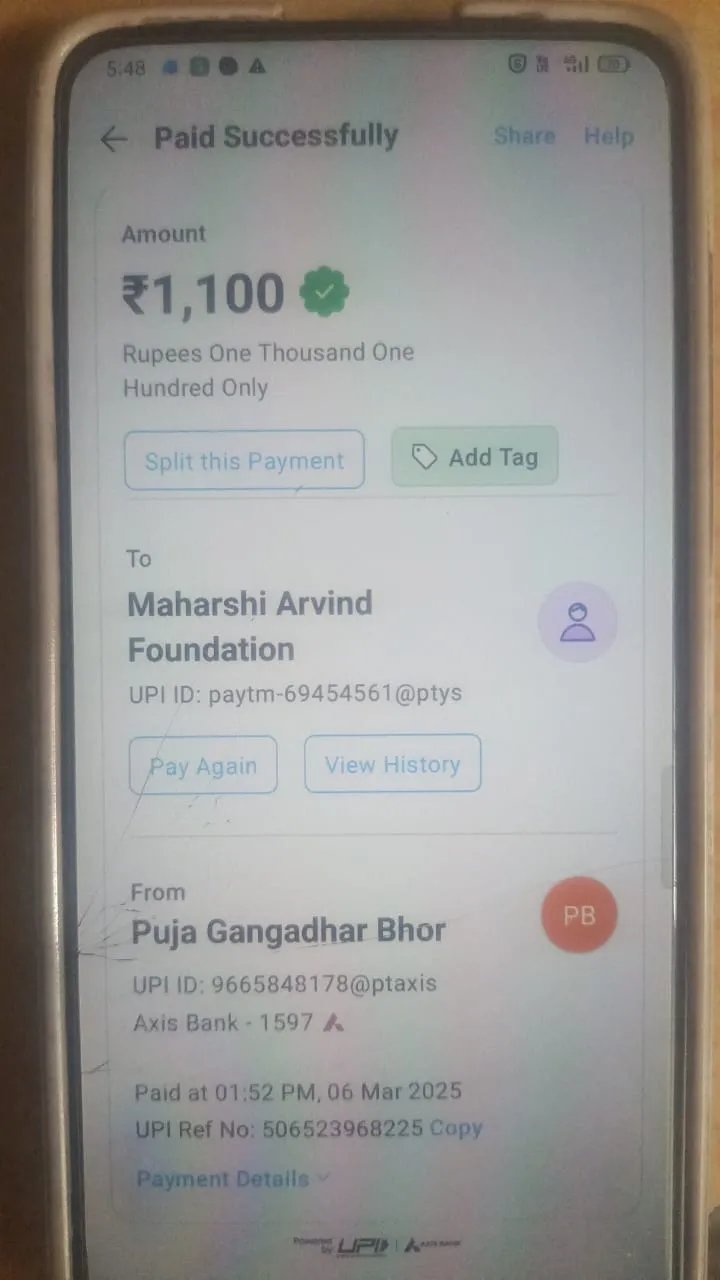 5:48
Paid Successfully Share Help
Amount
₹1,100
Rupees One Thousand One
Hundred Only
Split this Payment Add Tag
To
Maharshi Arvind
Foundation
UPI ID: paytm-69454561@ptys
Pay Again View History
From
Puja Gangadhar Bhor
PB
UPI ID: 9665848178@ptaxis
Axis Bank - 1597
Paid at 01:52 PM, 06 Mar 2025
UPI Ref No: 506523968225 Copy
Payment Details
Powered
by UPI AXIS BANK